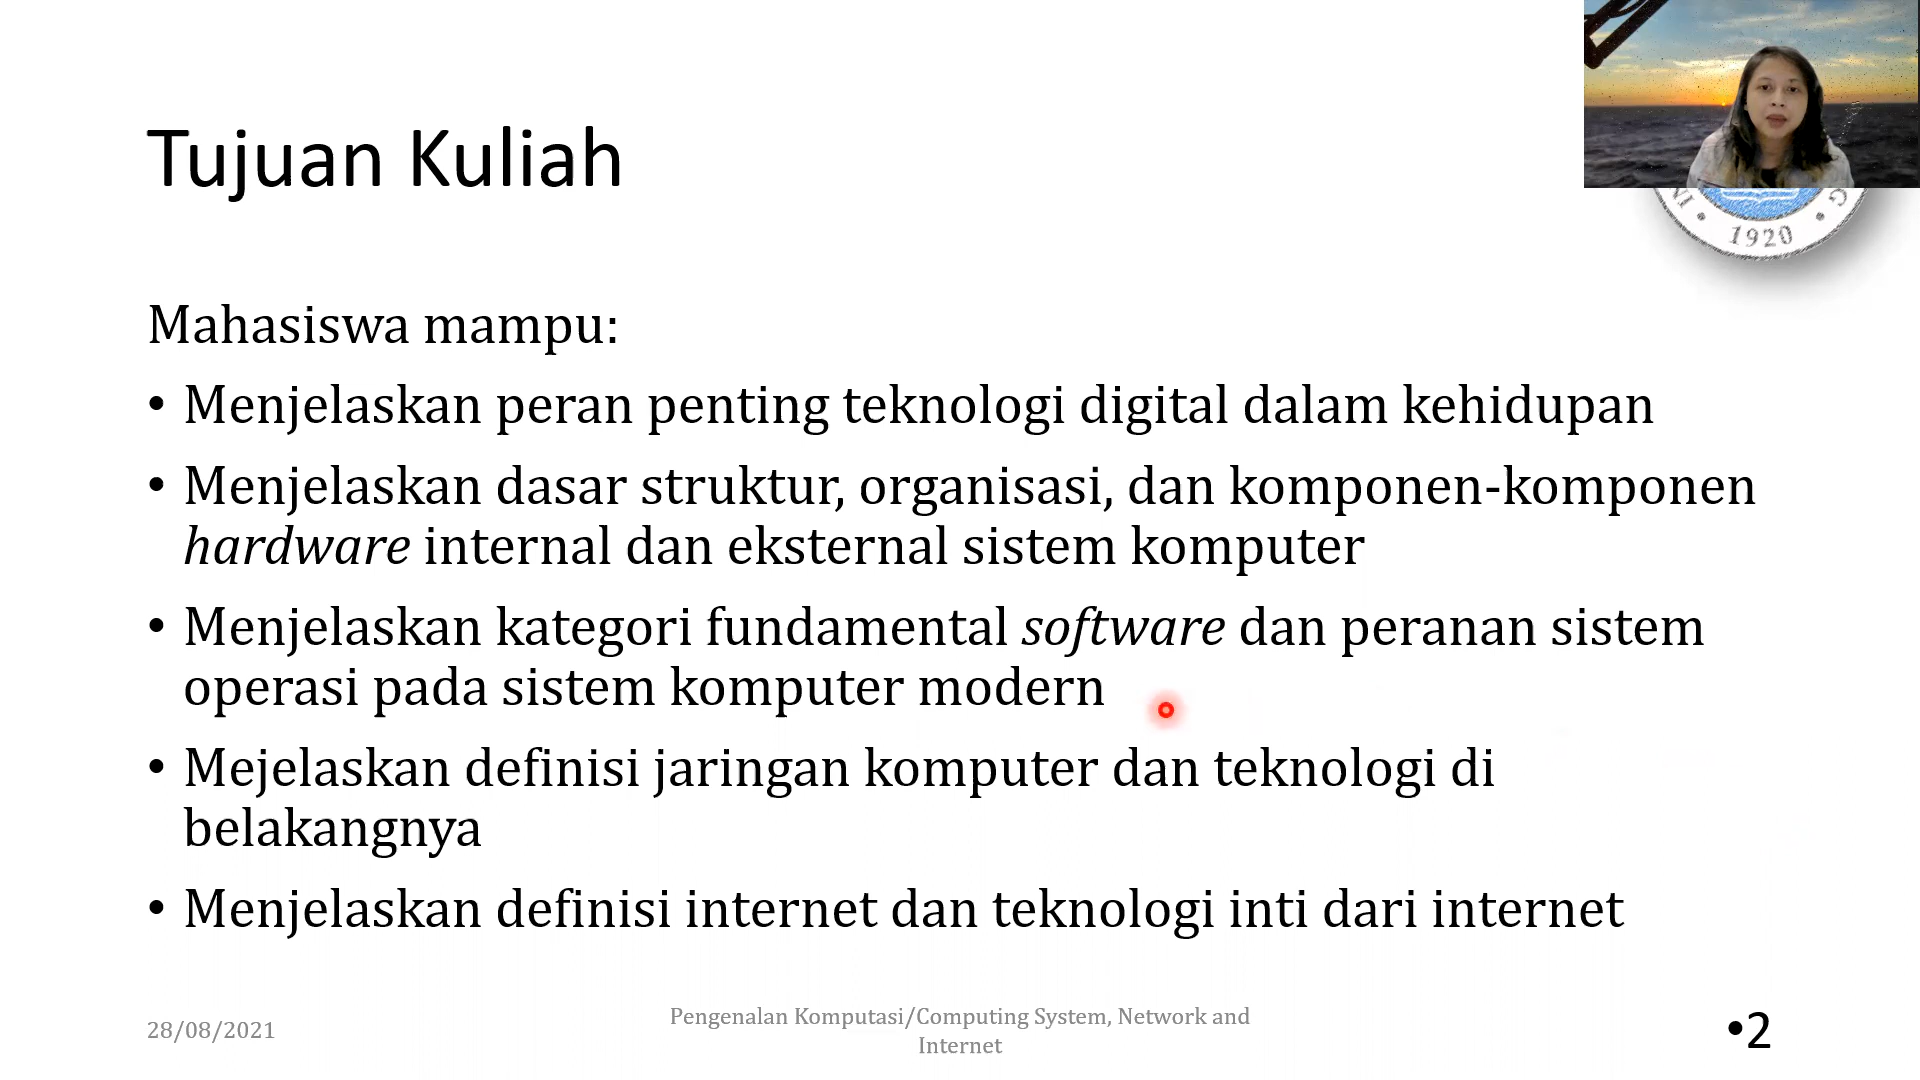 Tujuan Kuliah
1920
Mahasiswa mampu:
• Menjelaskan peran penting teknologi digital dalam kehidupan
• Menjelaskan dasar struktur, organisasi, dan komponen-komponen
hardware internal dan eksternal sistem komputer
• Menjelaskan kategori fundamental software dan peranan sistem
operasi pada sistem komputer modern
• Mejelaskan definisi jaringan komputer dan teknologi di
belakangnya
• Menjelaskan definisi internet dan teknologi inti dari internet
28/08/2021
Pengenalan Komputasi/Computing System, Network and
Internet
•2